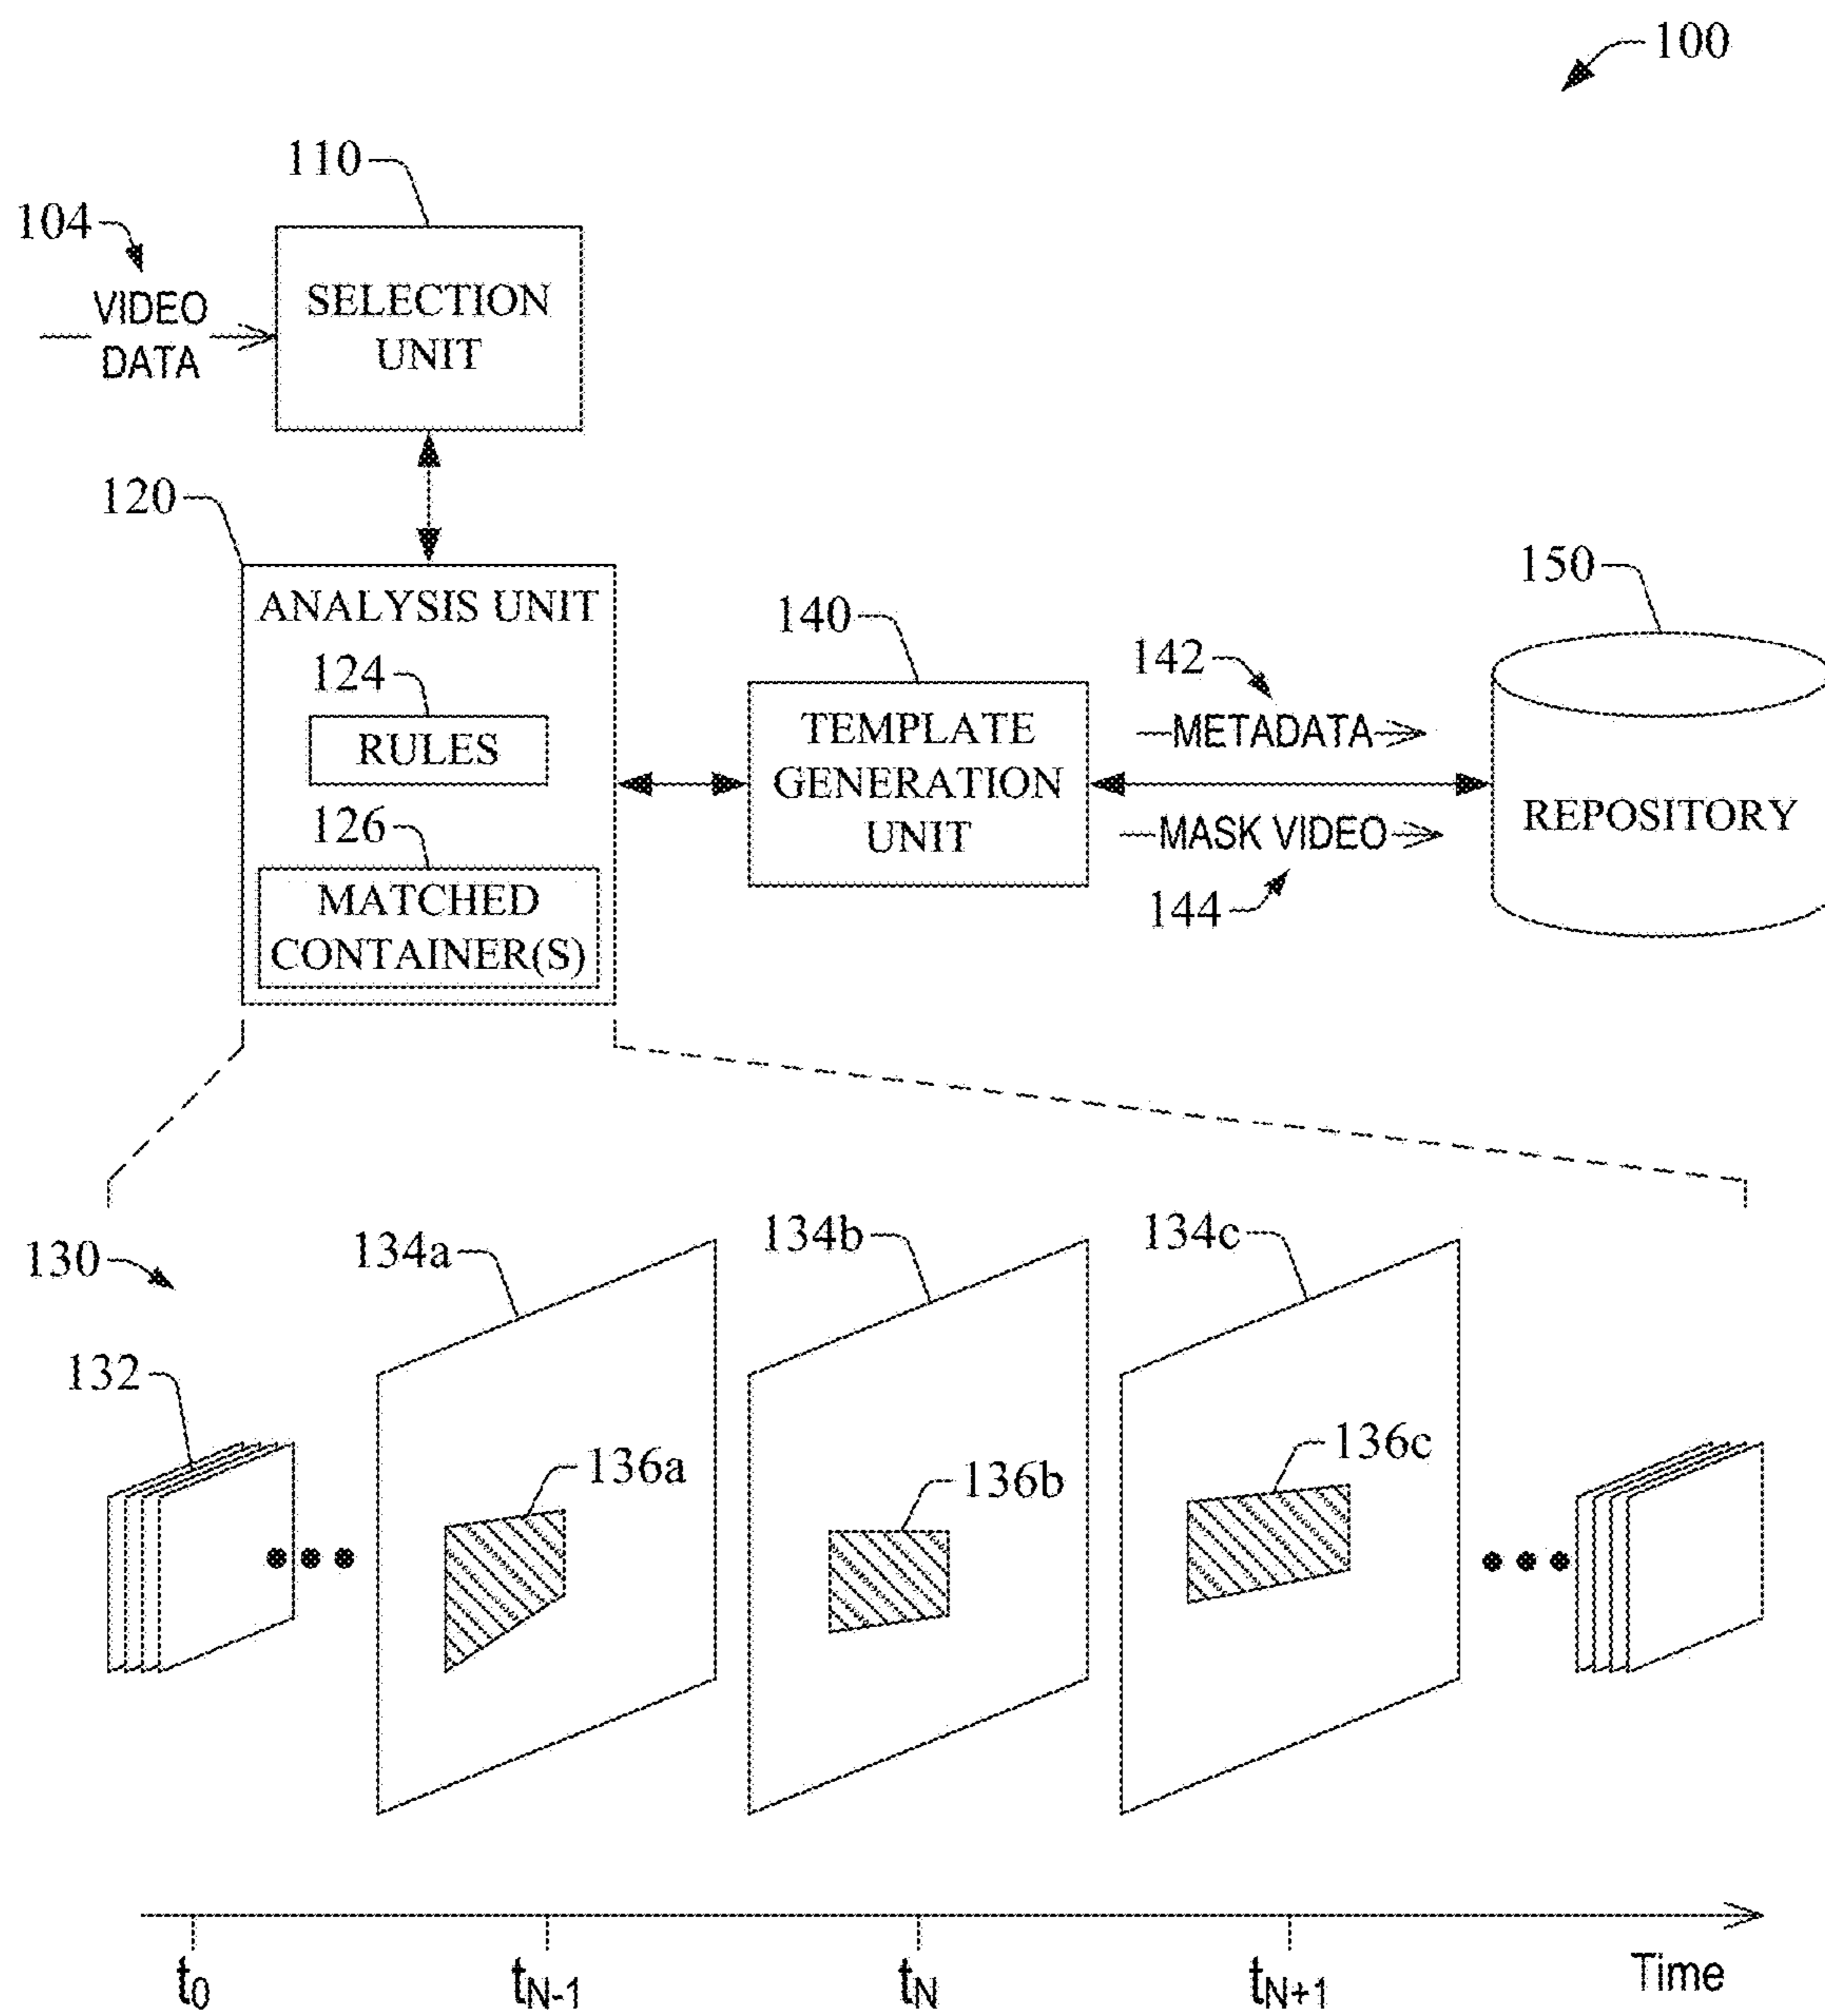 100
110
104
VIDEO
DATA
SELECTION
UNIT
120
ANALYSIS UNIT
124
RULES
126
MATCHED
CONTAINER(S)
140
TEMPLATE
GENERATION
UNIT
142
METADATA
MASK VIDEO
144
150
REPOSITORY
130
134a
134b
134c
132
136a
136b
136c
t0
tN-1
tN
tN+1
Time